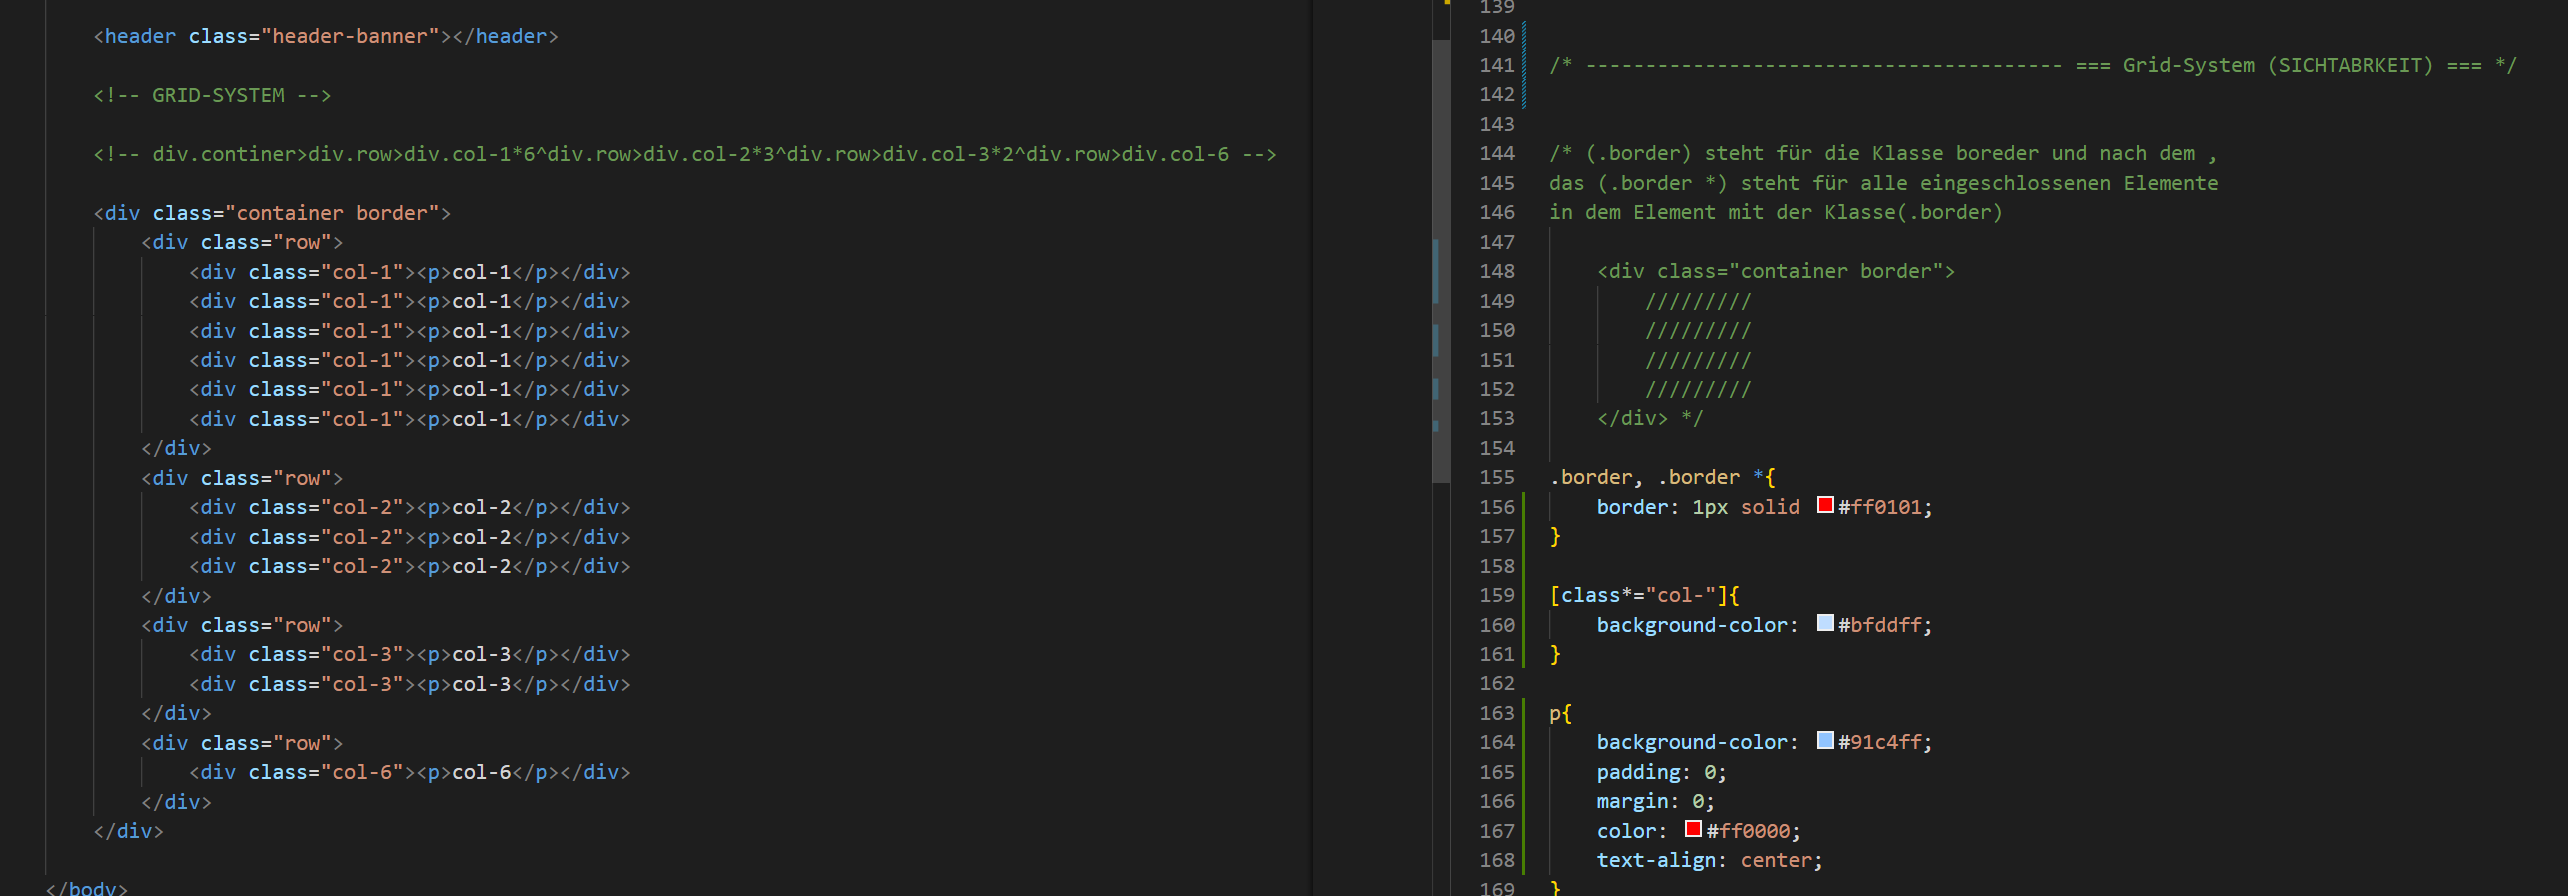 <header class="header-banner"></header>
<!-- GRID-SYSTEM -->
<!-- div.continer>div.row>div.col-1*6^div.row>div.col-2*3^div.row>div.col-3*2^div.row>div.col-6 -->
<div class="container border">
<div class="row">
<div class="col-1"><p>col-1</p></div>
<div class="col-1"><p>col-1</p></div>
<div class="col-1"><p>col-1</p></div>
<div class="col-1"><p>col-1</p></div>
<div class="col-1"><p>col-1</p></div>
<div class="col-1"><p>col-1</p></div>
</div>
<div class="row">
<div class="col-2"><p>col-2</p></div>
<div class="col-2"><p>col-2</p></div>
<div class="col-2"><p>col-2</p></div>
</div>
<div class="row">
<div class="col-3"><p>col-3</p></div>
<div class="col-3"><p>col-3</p></div>
</div>
<div class="row">
<div class="col-6"><p>col-6</p></div>
</div>
</div>
</body>
139
140
141 /* ---------------------------------------- === Grid-System (SICHTABRKEIT) === */
142
143
144 /* (.border) steht für die Klasse boreder und nach dem ,
145 das (.border *) steht für alle eingeschlossenen Elemente
146 in dem Element mit der Klasse(.border)
147
148 <div class="container border">
149 /////////
150 /////////
151 /////////
152 /////////
153 </div> */
154
155 .border, .border *{
156 border: 1px solid #ff0101;
157 }
158
159 [class*="col-"]{
160 background-color: #bfddff;
161 }
162
163 p{
164 background-color: #91c4ff;
165 padding: 0;
166 margin: 0;
167 color: #ff0000;
168 text-align: center;
169 }